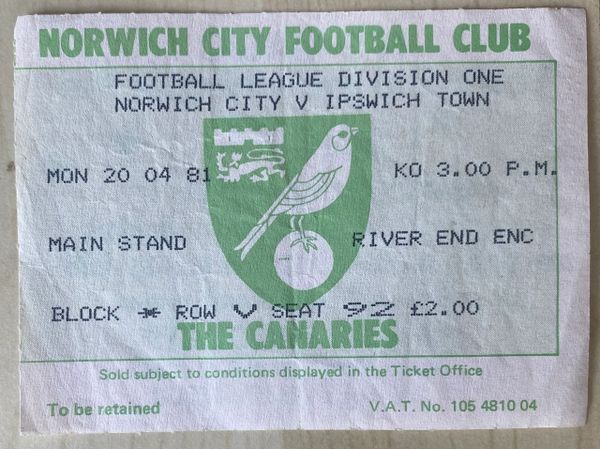 NORWICH CITY FOOTBALL CLUB
FOOTBALL LEAGUE DIVISION ONE
NORWICH CITY V IPSWICH TOWN
MON 20 04 81 KO 3.00 P.M.
MAIN STAND RIVER END ENC
BLOCK * ROW V SEAT 92 £2.00
THE CANARIES
Sold subject to conditions displayed in the Ticket Office
To be retained V.A.T. No. 105 4810 04